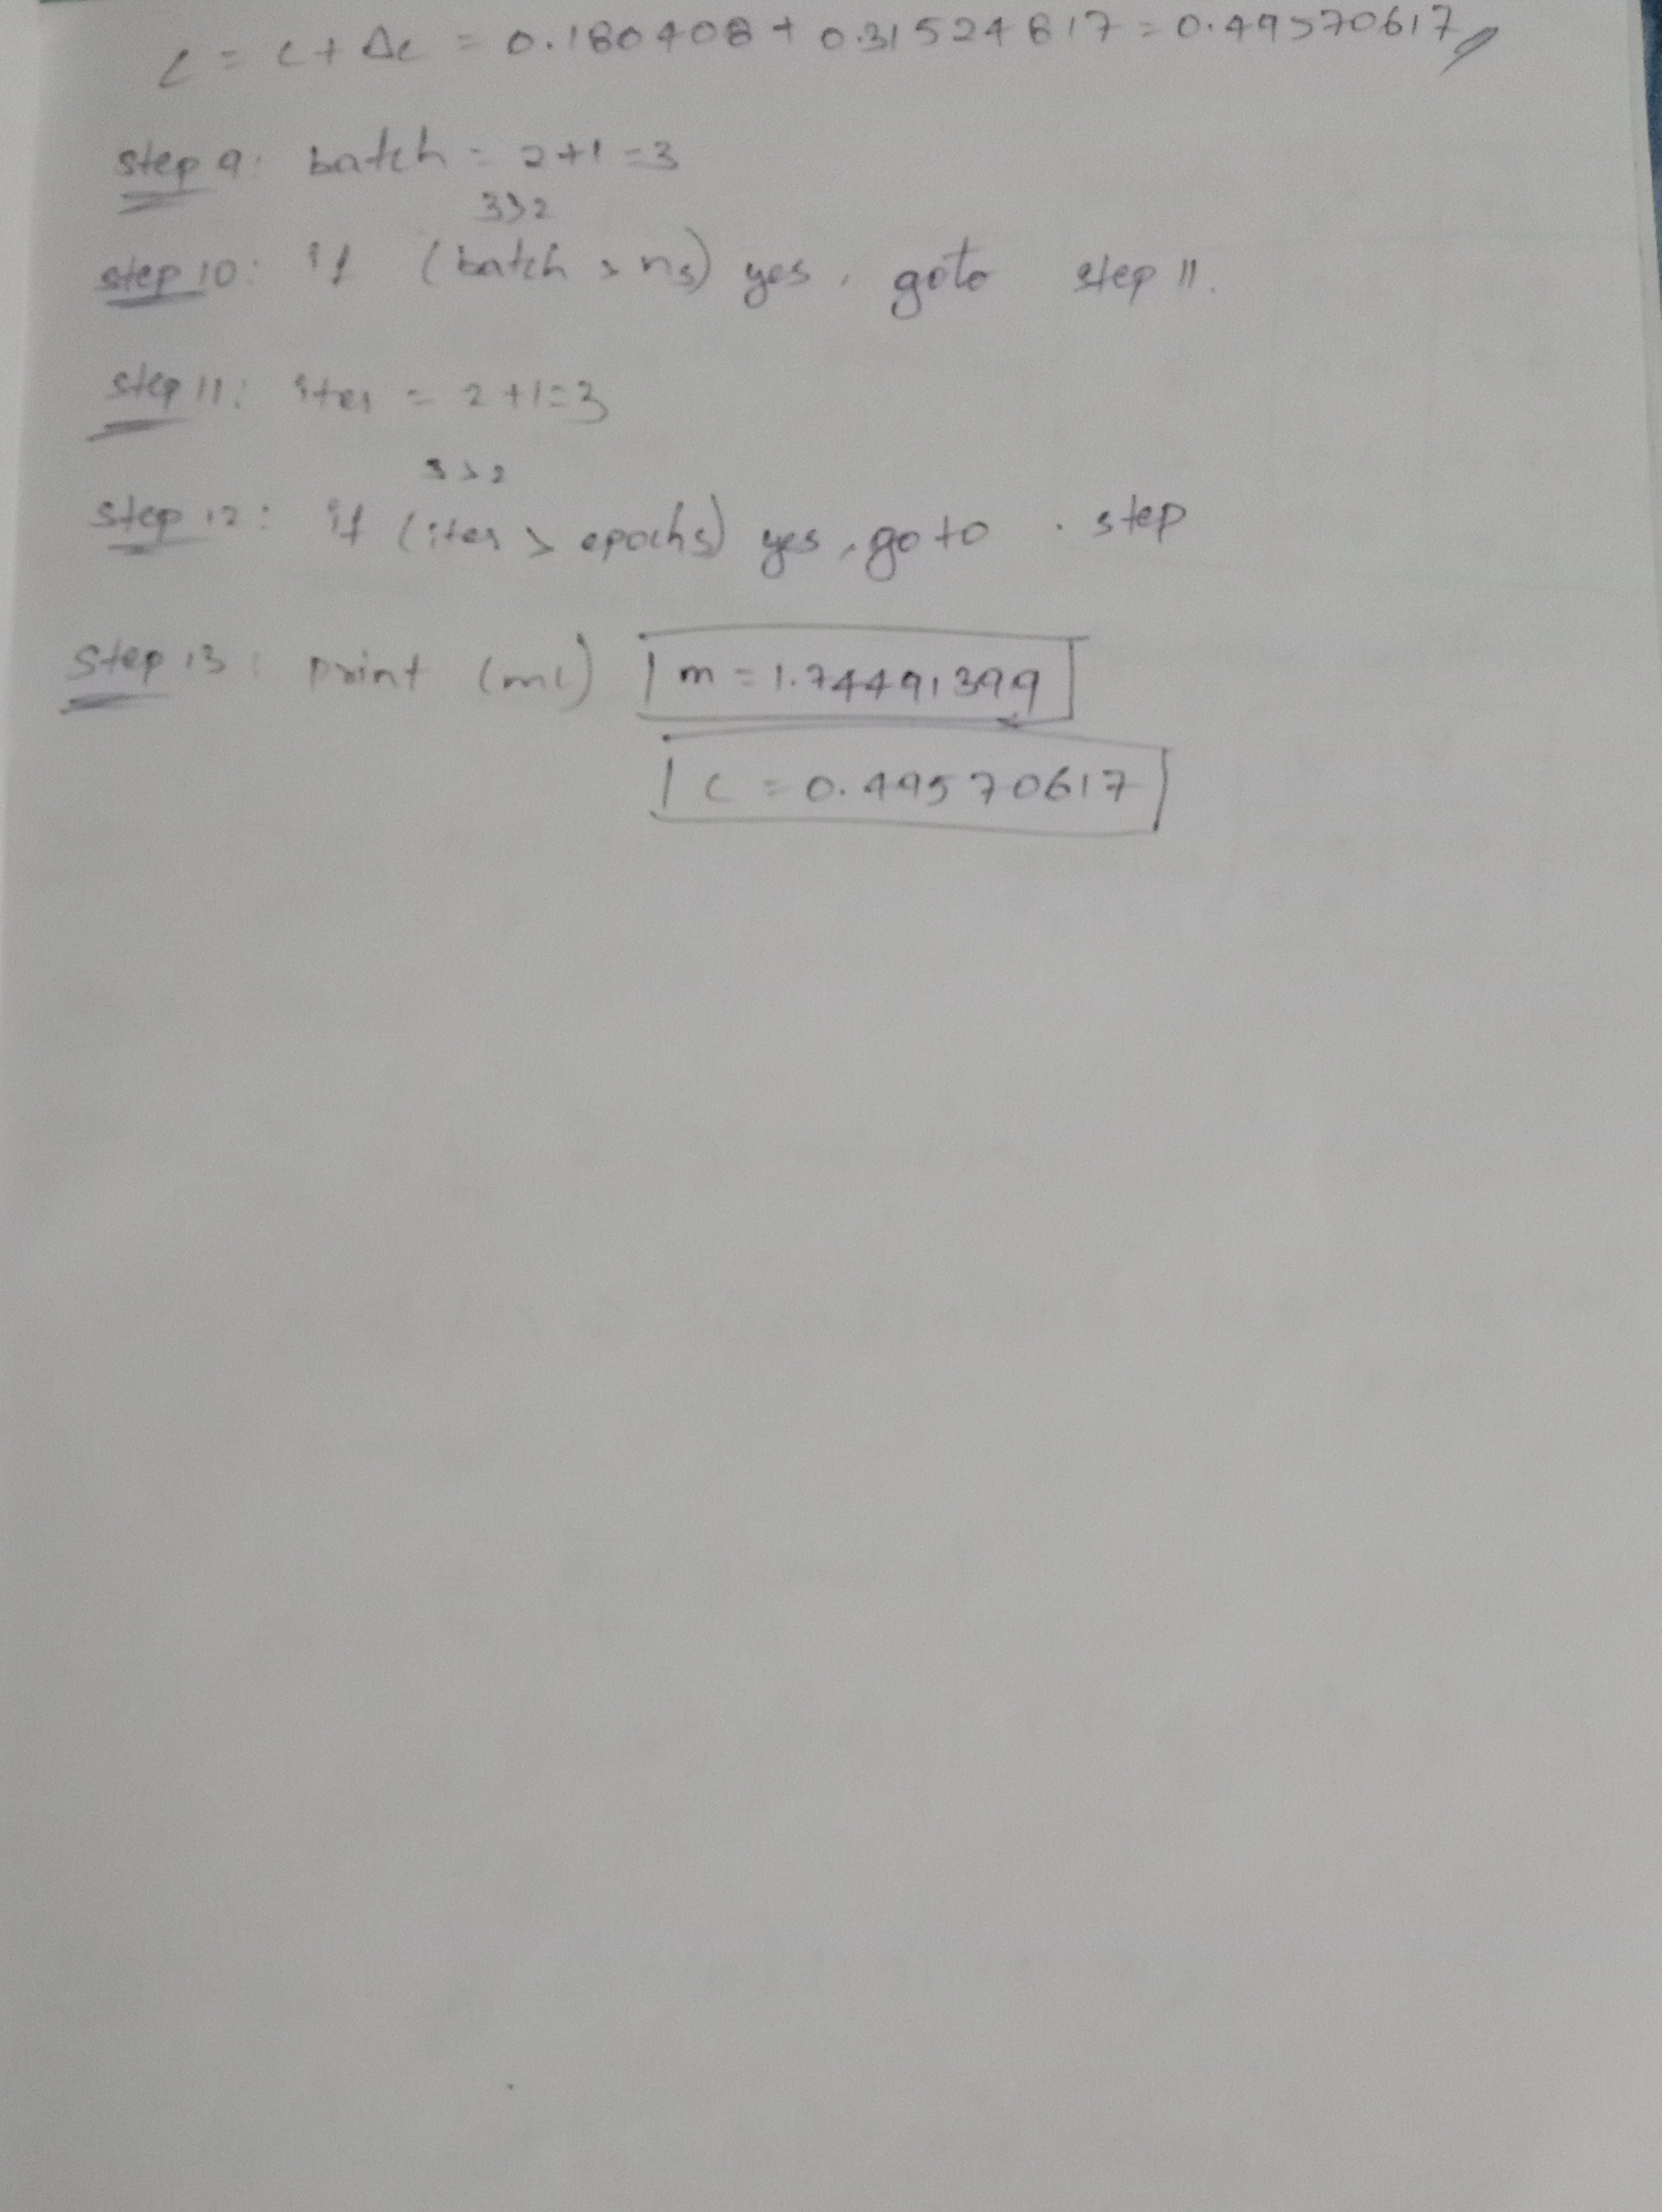 c = c + Δc = 0.180408 + 0.31524817 = 0.49570617
step 9: batch = 2+1=3
3>2
step 10: if (batch > ns) yes, goto step 11.
step 11: iter = 2+1=3
3>2
step 12: if (iter > epochs) yes, go to . step
step 13: print (mc) m = 1.74491399
c = 0.49570617